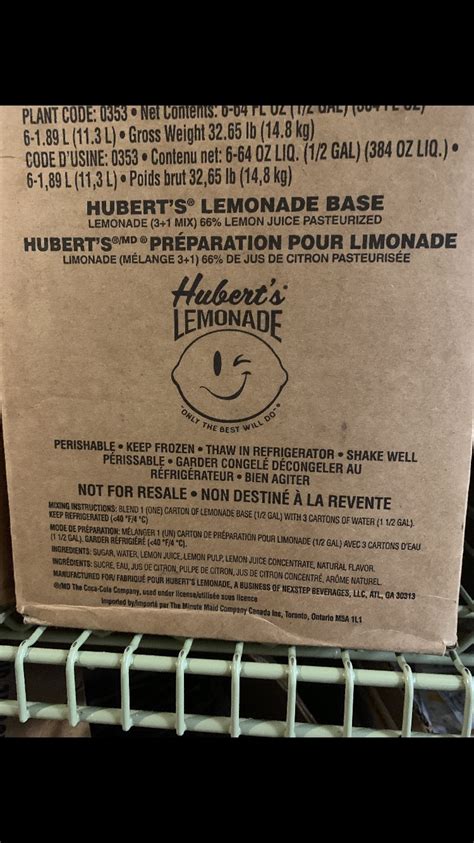 PLANT CODE: 0353 • Net Contents: 6-64 FL OZ (1/2 GAL) (384 FL OZ)
6-1.89 L (11.3 L) • Gross Weight 32.65 lb (14.8 kg)
CODE D'USINE: 0353 • Contenu net: 6-64 OZ LIQ. (1/2 GAL) (384 OZ LIQ.) •
6-1,89 L (11,3 L) • Poids brut 32,65 lb (14,8 kg)
HUBERT'S® LEMONADE BASE
LEMONADE (3+1 MIX) 66% LEMON JUICE PASTEURIZED
HUBERT'S®/MD ® PRÉPARATION POUR LIMONADE
LIMONADE (MÉLANGE 3+1) 66% DE JUS DE CITRON PASTEURISÉE
Hubert's®
LEMONADE
"ONLY THE BEST WILL DO"®
PERISHABLE • KEEP FROZEN • THAW IN REFRIGERATOR • SHAKE WELL
PÉRISSABLE • GARDER CONGELÉ DÉCONGELER AU
RÉFRIGÉRATEUR • BIEN AGITER
NOT FOR RESALE • NON DESTINÉ À LA REVENTE
MIXING INSTRUCTIONS: BLEND 1 (ONE) CARTON OF LEMONADE BASE (1/2 GAL) WITH 3 CARTONS OF WATER (1 1/2 GAL).
KEEP REFRIGERATED (<40 °F/4 °C)
MODE DE PRÉPARATION: MÉLANGER 1 (UN) CARTON DE PRÉPARATION POUR LIMONADE (1/2 GAL) AVEC 3 CARTONS D'EAU
(1 1/2 GAL). GARDER RÉFRIGÉRÉ (<40 °F/4 °C).
INGREDIENTS: SUGAR, WATER, LEMON JUICE, LEMON PULP, LEMON JUICE CONCENTRATE, NATURAL FLAVOR.
INGRÉDIENTS: SUCRE, EAU, JUS DE CITRON, PULPE DE CITRON, JUS DE CITRON CONCENTRÉ, ARÔME NATUREL.
MANUFACTURED FOR/ FABRIQUÉ POUR HUBERT'S LEMONADE, A BUSINESS OF NEXSTEP BEVERAGES, LLC, ATL, GA 30313
®/MD The Coca-Cola Company, used under license/utilisée sous licence
Imported by/Importé par The Minute Maid Company Canada Inc, Toronto, Ontario M5A 1L1